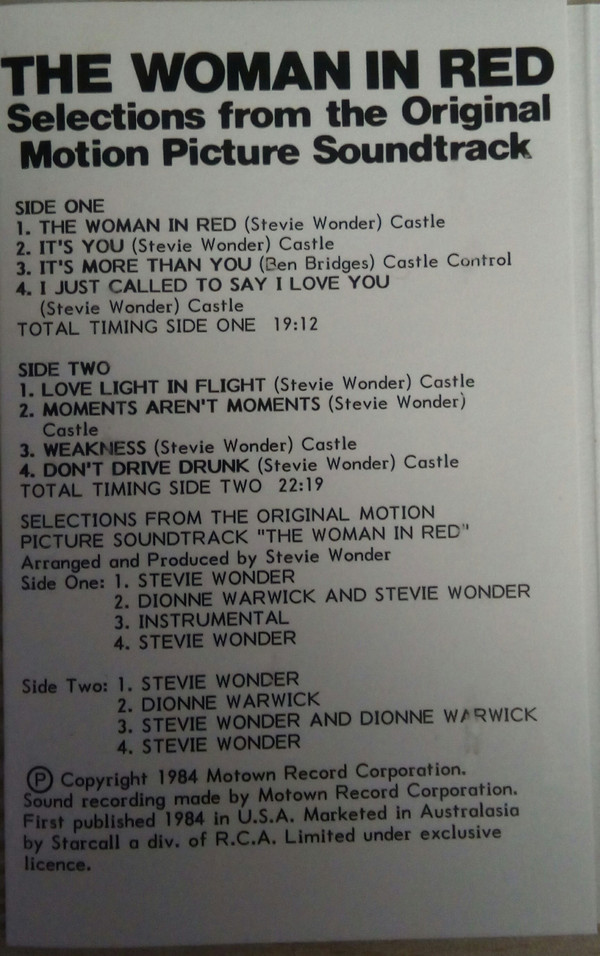 THE WOMAN IN RED
Selections from the Original
Motion Picture Soundtrack
SIDE ONE
1. THE WOMAN IN RED (Stevie Wonder) Castle
2. IT'S YOU (Stevie Wonder) Castle
3. IT'S MORE THAN YOU (Ben Bridges) Castle Control
4. I JUST CALLED TO SAY I LOVE YOU
(Stevie Wonder) Castle
TOTAL TIMING SIDE ONE 19:12
SIDE TWO
1. LOVE LIGHT IN FLIGHT (Stevie Wonder) Castle
2. MOMENTS AREN'T MOMENTS (Stevie Wonder)
Castle
3. WEAKNESS (Stevie Wonder) Castle
4. DON'T DRIVE DRUNK (Stevie Wonder) Castle
TOTAL TIMING SIDE TWO 22:19
SELECTIONS FROM THE ORIGINAL MOTION
PICTURE SOUNDTRACK "THE WOMAN IN RED"
Arranged and Produced by Stevie Wonder
Side One: 1. STEVIE WONDER
2. DIONNE WARWICK AND STEVIE WONDER
3. INSTRUMENTAL
4. STEVIE WONDER
Side Two: 1. STEVIE WONDER
2. DIONNE WARWICK
3. STEVIE WONDER AND DIONNE WARWICK
4. STEVIE WONDER
Ⓟ Copyright 1984 Motown Record Corporation.
Sound recording made by Motown Record Corporation.
First published 1984 in U.S.A. Marketed in Australasia
by Starcall a div. of R.C.A. Limited under exclusive
licence.